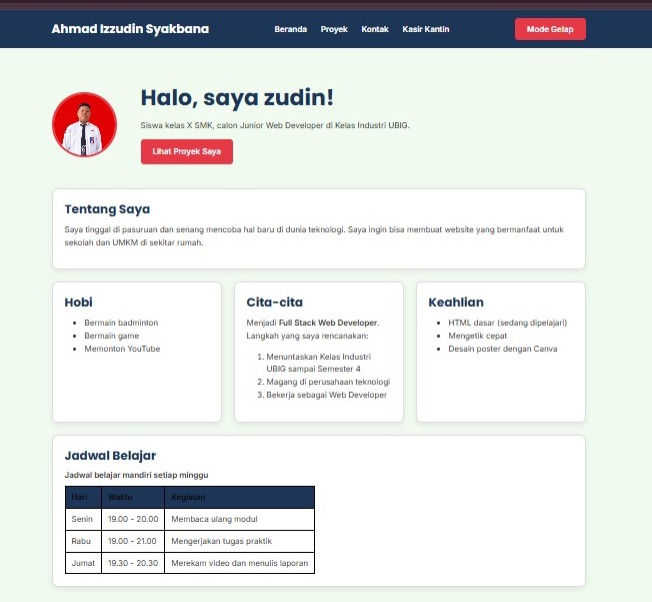 Ahmad Izzudin Syakbana
Beranda Proyek Kontak Kasir Kantin
Mode Gelap
Halo, saya zudin!
Siswa kelas X SMK, calon Junior Web Developer di Kelas Industri UBIG.
Lihat Proyek Saya
Tentang Saya
Saya tinggal di pasuruan dan senang mencoba hal baru di dunia teknologi. Saya ingin bisa membuat website yang bermanfaat untuk
sekolah dan UMKM di sekitar rumah.
Hobi
• Bermain badminton
• Bermain game
• Memonton YouTube
Cita-cita
Menjadi Full Stack Web Developer.
Langkah yang saya rencanakan:
1. Menuntaskan Kelas Industri
UBIG sampai Semester 4
2. Magang di perusahaan teknologi
3. Bekerja sebagai Web Developer
Keahlian
• HTML dasar (sedang dipelajari)
• Mengetik cepat
• Desain poster dengan Canva
Jadwal Belajar
Jadwal belajar mandiri setiap minggu
Hari Waktu Kegiatan
Senin 19.00 - 20.00 Membaca ulang modul
Rabu 19.00 - 21.00 Mengerjakan tugas praktik
Jumat 19.30 - 20.30 Merekam video dan menulis laporan